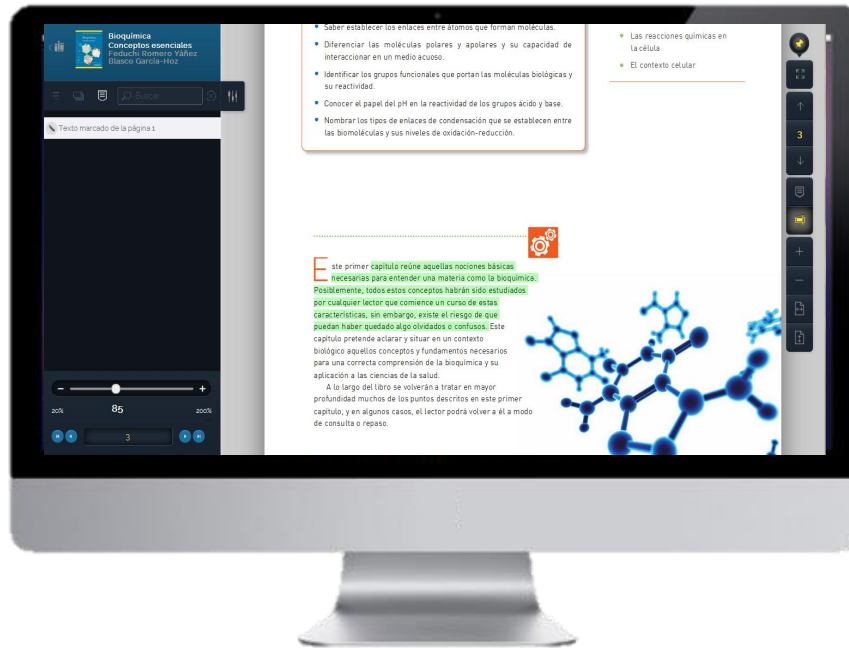 Bioquímica
Conceptos esenciales
Feduchi Romero Yáñez
Blasco García-Hoz
Buscar
Texto marcado de la página 1
20%
85
200%
3
Saber establecer los enlaces entre átomos que forman moléculas.
Diferenciar las moléculas polares y apolares y su capacidad de
interaccionar en un medio acuoso.
Identificar los grupos funcionales que portan las moléculas biológicas y
su reactividad.
Conocer el papel del pH en la reactividad de los grupos ácido y base.
Nombrar los tipos de enlaces de condensación que se establecen entre
las biomoléculas y sus niveles de oxidación-reducción.
Las reacciones químicas en
la célula
El contexto celular
Este primer capítulo reúne aquellas nociones básicas
necesarias para entender una materia como la bioquímica.
Posiblemente, todos estos conceptos habrán sido estudiados
por cualquier lector que comience un curso de estas
características, sin embargo, existe el riesgo de que
puedan haber quedado algo olvidados o confusos. Este
capítulo pretende aclarar y situar en un contexto
biológico aquellos conceptos y fundamentos necesarios
para una correcta comprensión de la bioquímica y su
aplicación a las ciencias de la salud.
A lo largo del libro se volverán a tratar en mayor
profundidad muchos de los puntos descritos en este primer
capítulo, y en algunos casos, el lector podrá volver a él a modo
de consulta o repaso.
3